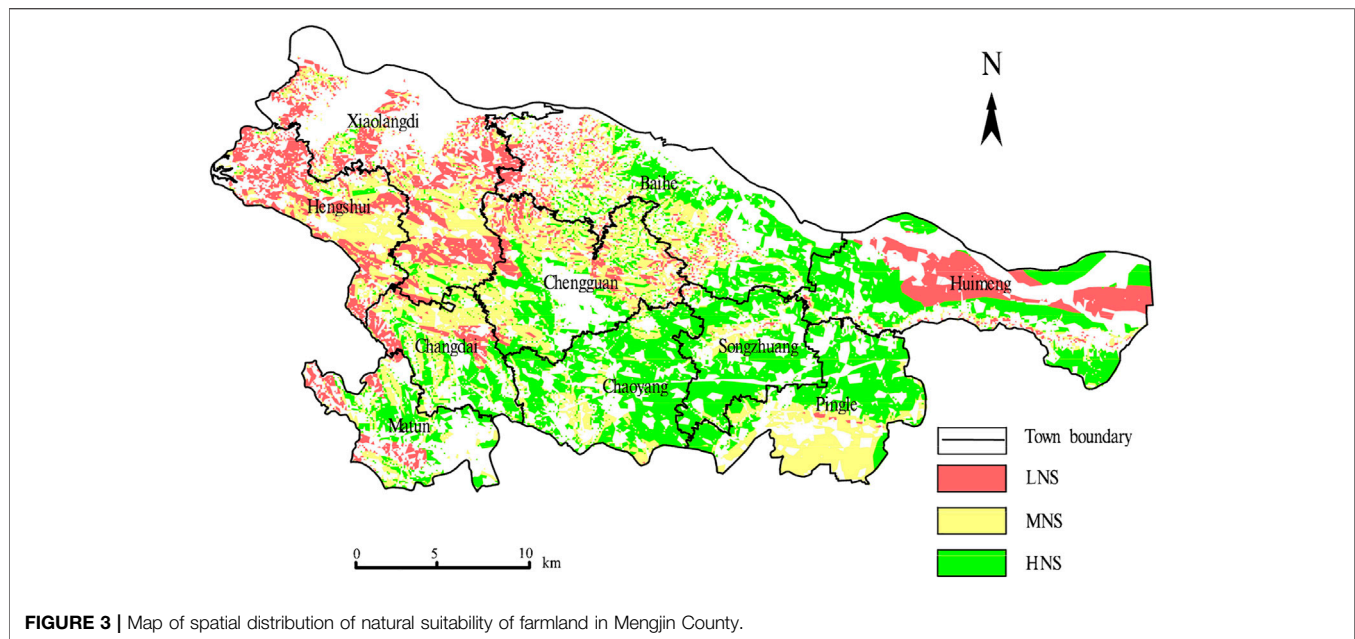 N
Xiaolangdi
Baihe
Hengshui
Huimeng
Chengguan
Changdai
Songzhuang
Chaoyang
Pingle
Matun
Town boundary
LNS
MNS
HNS
0 5 10
km
FIGURE 3 | Map of spatial distribution of natural suitability of farmland in Mengjin County.